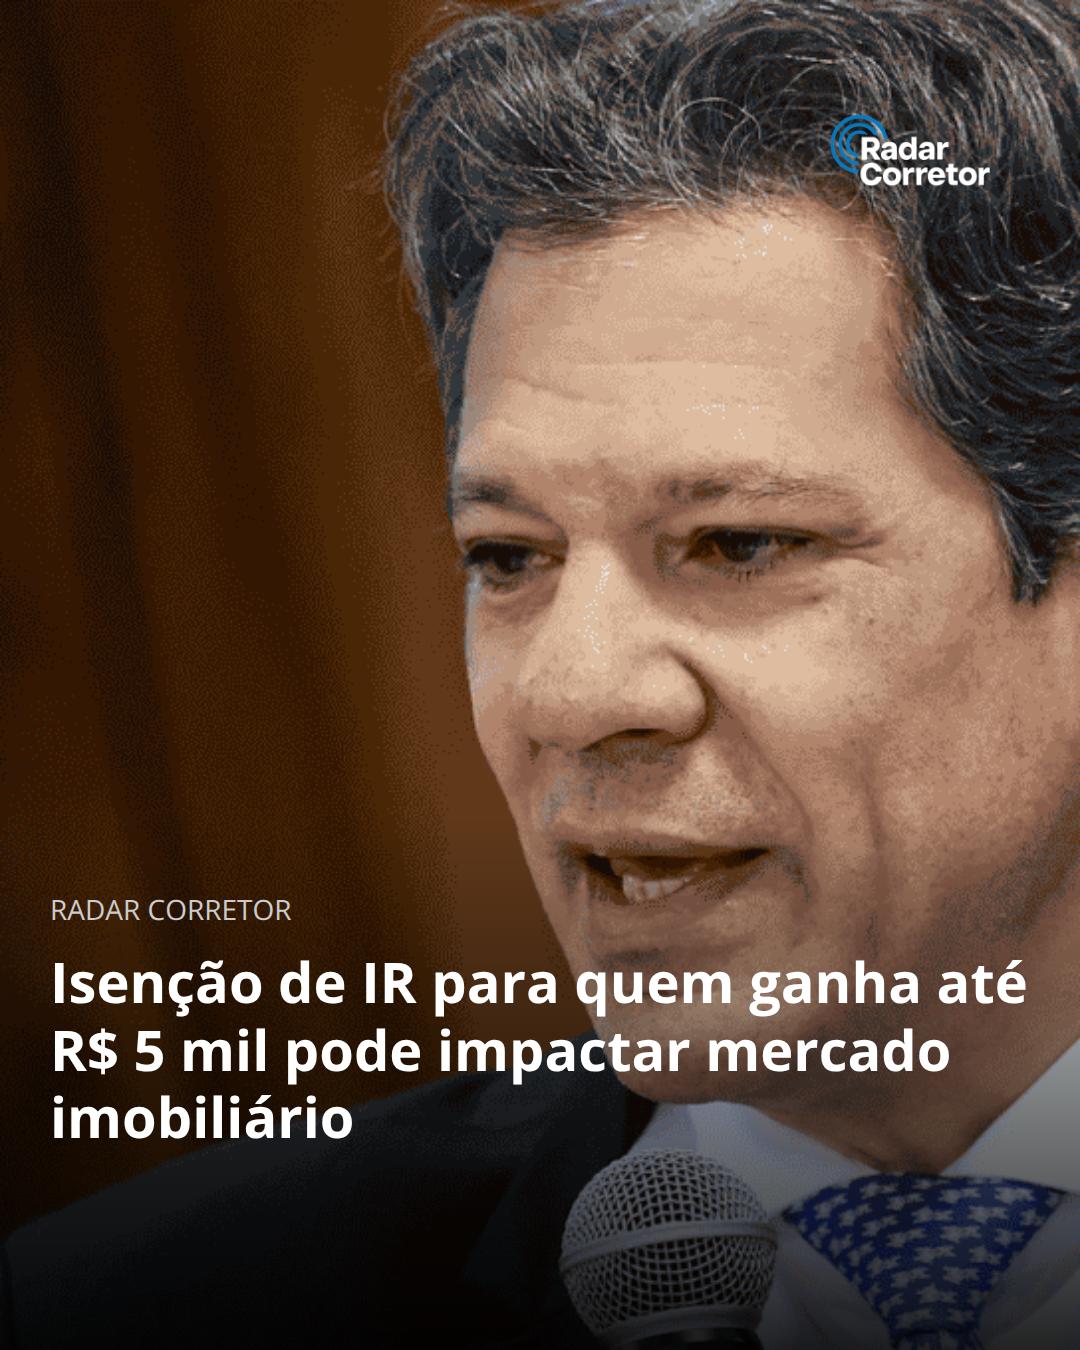 Radar
Corretor
RADAR CORRETOR
Isenção de IR para quem ganha até
R$ 5 mil pode impactar mercado
imobiliário